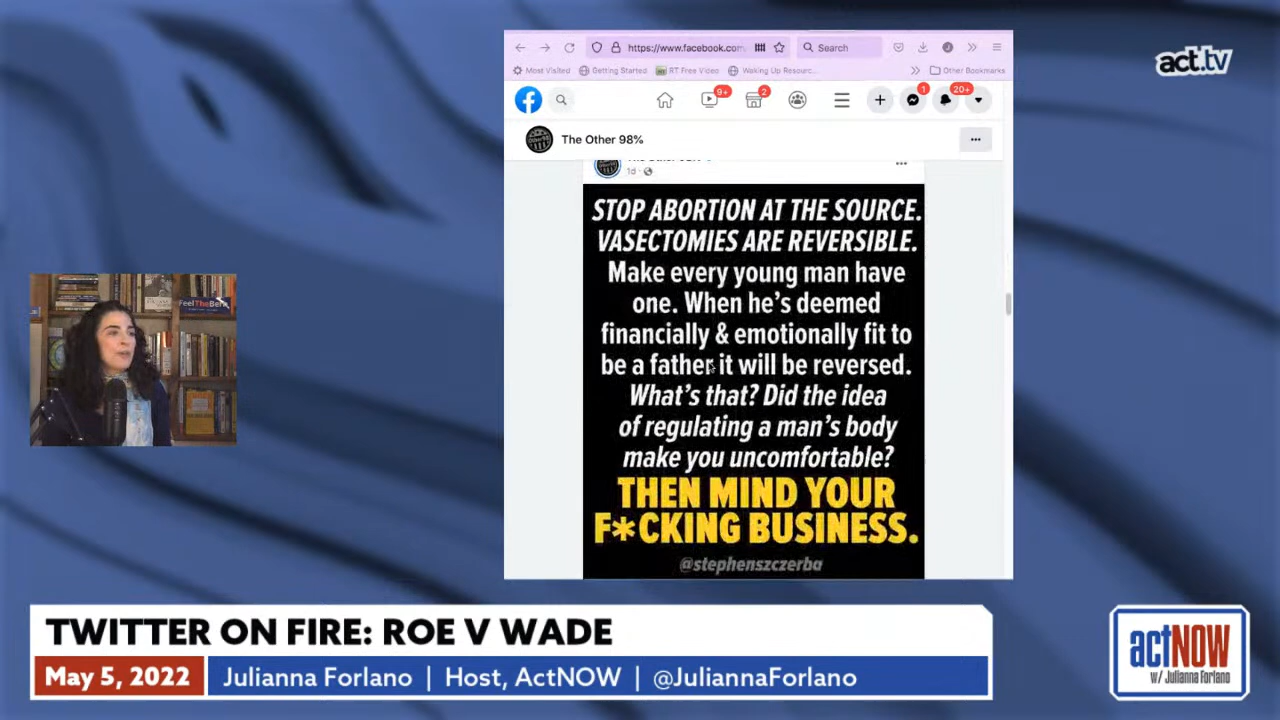 https://www.facebook.com
Search
act.tv
Most Visited
Getting Started
RT Free Video
Waking Up Resourc...
Other Bookmarks
9+
2
1
20+
The Other 98%
1d
STOP ABORTION AT THE SOURCE.
VASECTOMIES ARE REVERSIBLE.
Make every young man have
one. When he's deemed
financially & emotionally fit to
be a father it will be reversed.
What's that? Did the idea
of regulating a man's body
make you uncomfortable?
THEN MIND YOUR
F*CKING BUSINESS.
@stephenszczerba
FeelTheBern
TWITTER ON FIRE: ROE V WADE
May 5, 2022
Julianna Forlano | Host, ActNOW | @JuliannaForlano
actNOW
w/ Julianna Forlano